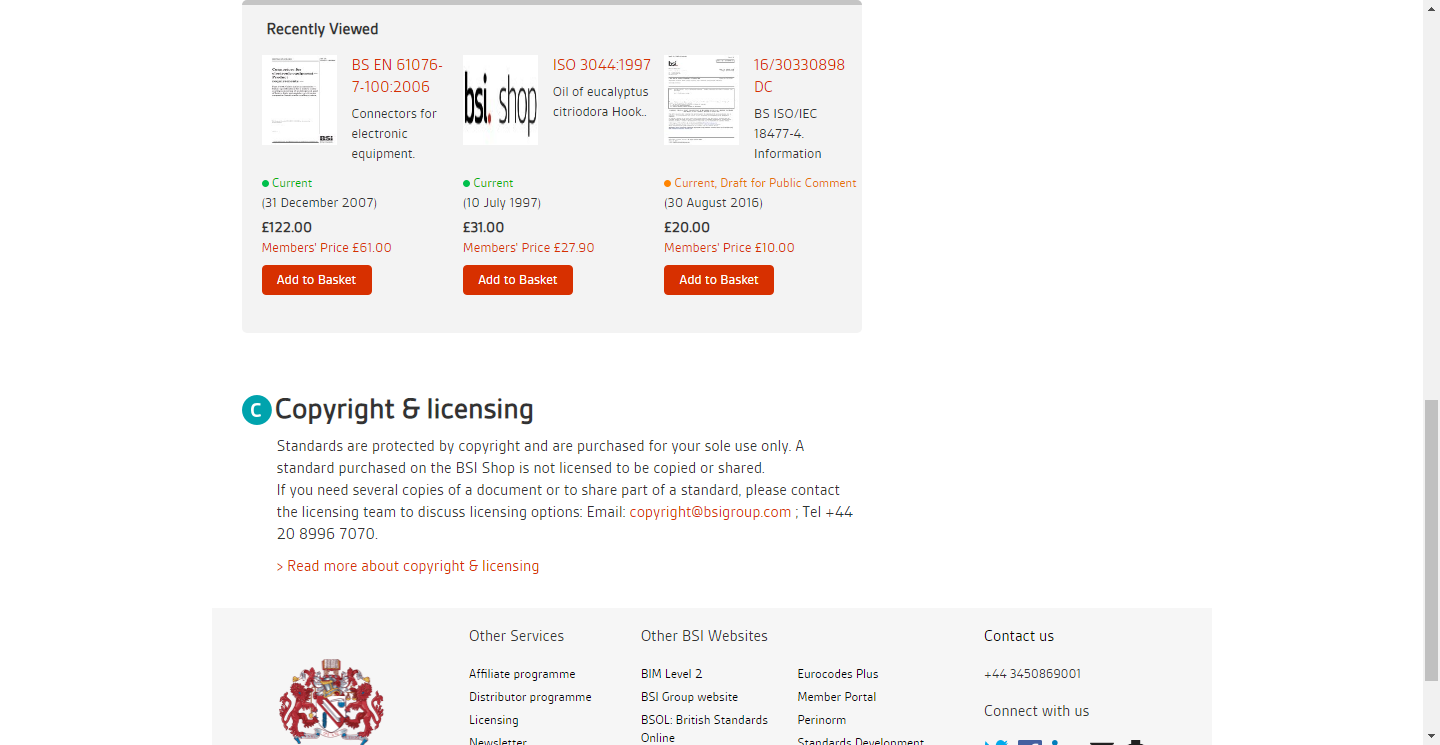 Recently Viewed
BS EN 61076-
7-100:2006
Connectors for
electronic
equipment.
Current
(31 December 2007)
£122.00
Members' Price £61.00
Add to Basket
bsi. shop
ISO 3044:1997
Oil of eucalyptus
citriodora Hook..
Current
(10 July 1997)
£31.00
Members' Price £27.90
Add to Basket
bsi.
16/30330898
DC
BS ISO/IEC
18477-4.
Information
Current, Draft for Public Comment
(30 August 2016)
£20.00
Members' Price £10.00
Add to Basket
C Copyright & licensing
Standards are protected by copyright and are purchased for your sole use only. A
standard purchased on the BSI Shop is not licensed to be copied or shared.
If you need several copies of a document or to share part of a standard, please contact
the licensing team to discuss licensing options: Email: copyright@bsigroup.com ; Tel +44
20 8996 7070.
> Read more about copyright & licensing
Other Services
Affiliate programme
Distributor programme
Licensing
Newsletter
Other BSI Websites
BIM Level 2
BSI Group website
BSOL: British Standards
Online
Eurocodes Plus
Member Portal
Perinorm
Standards Development
Contact us
+44 3450869001
Connect with us